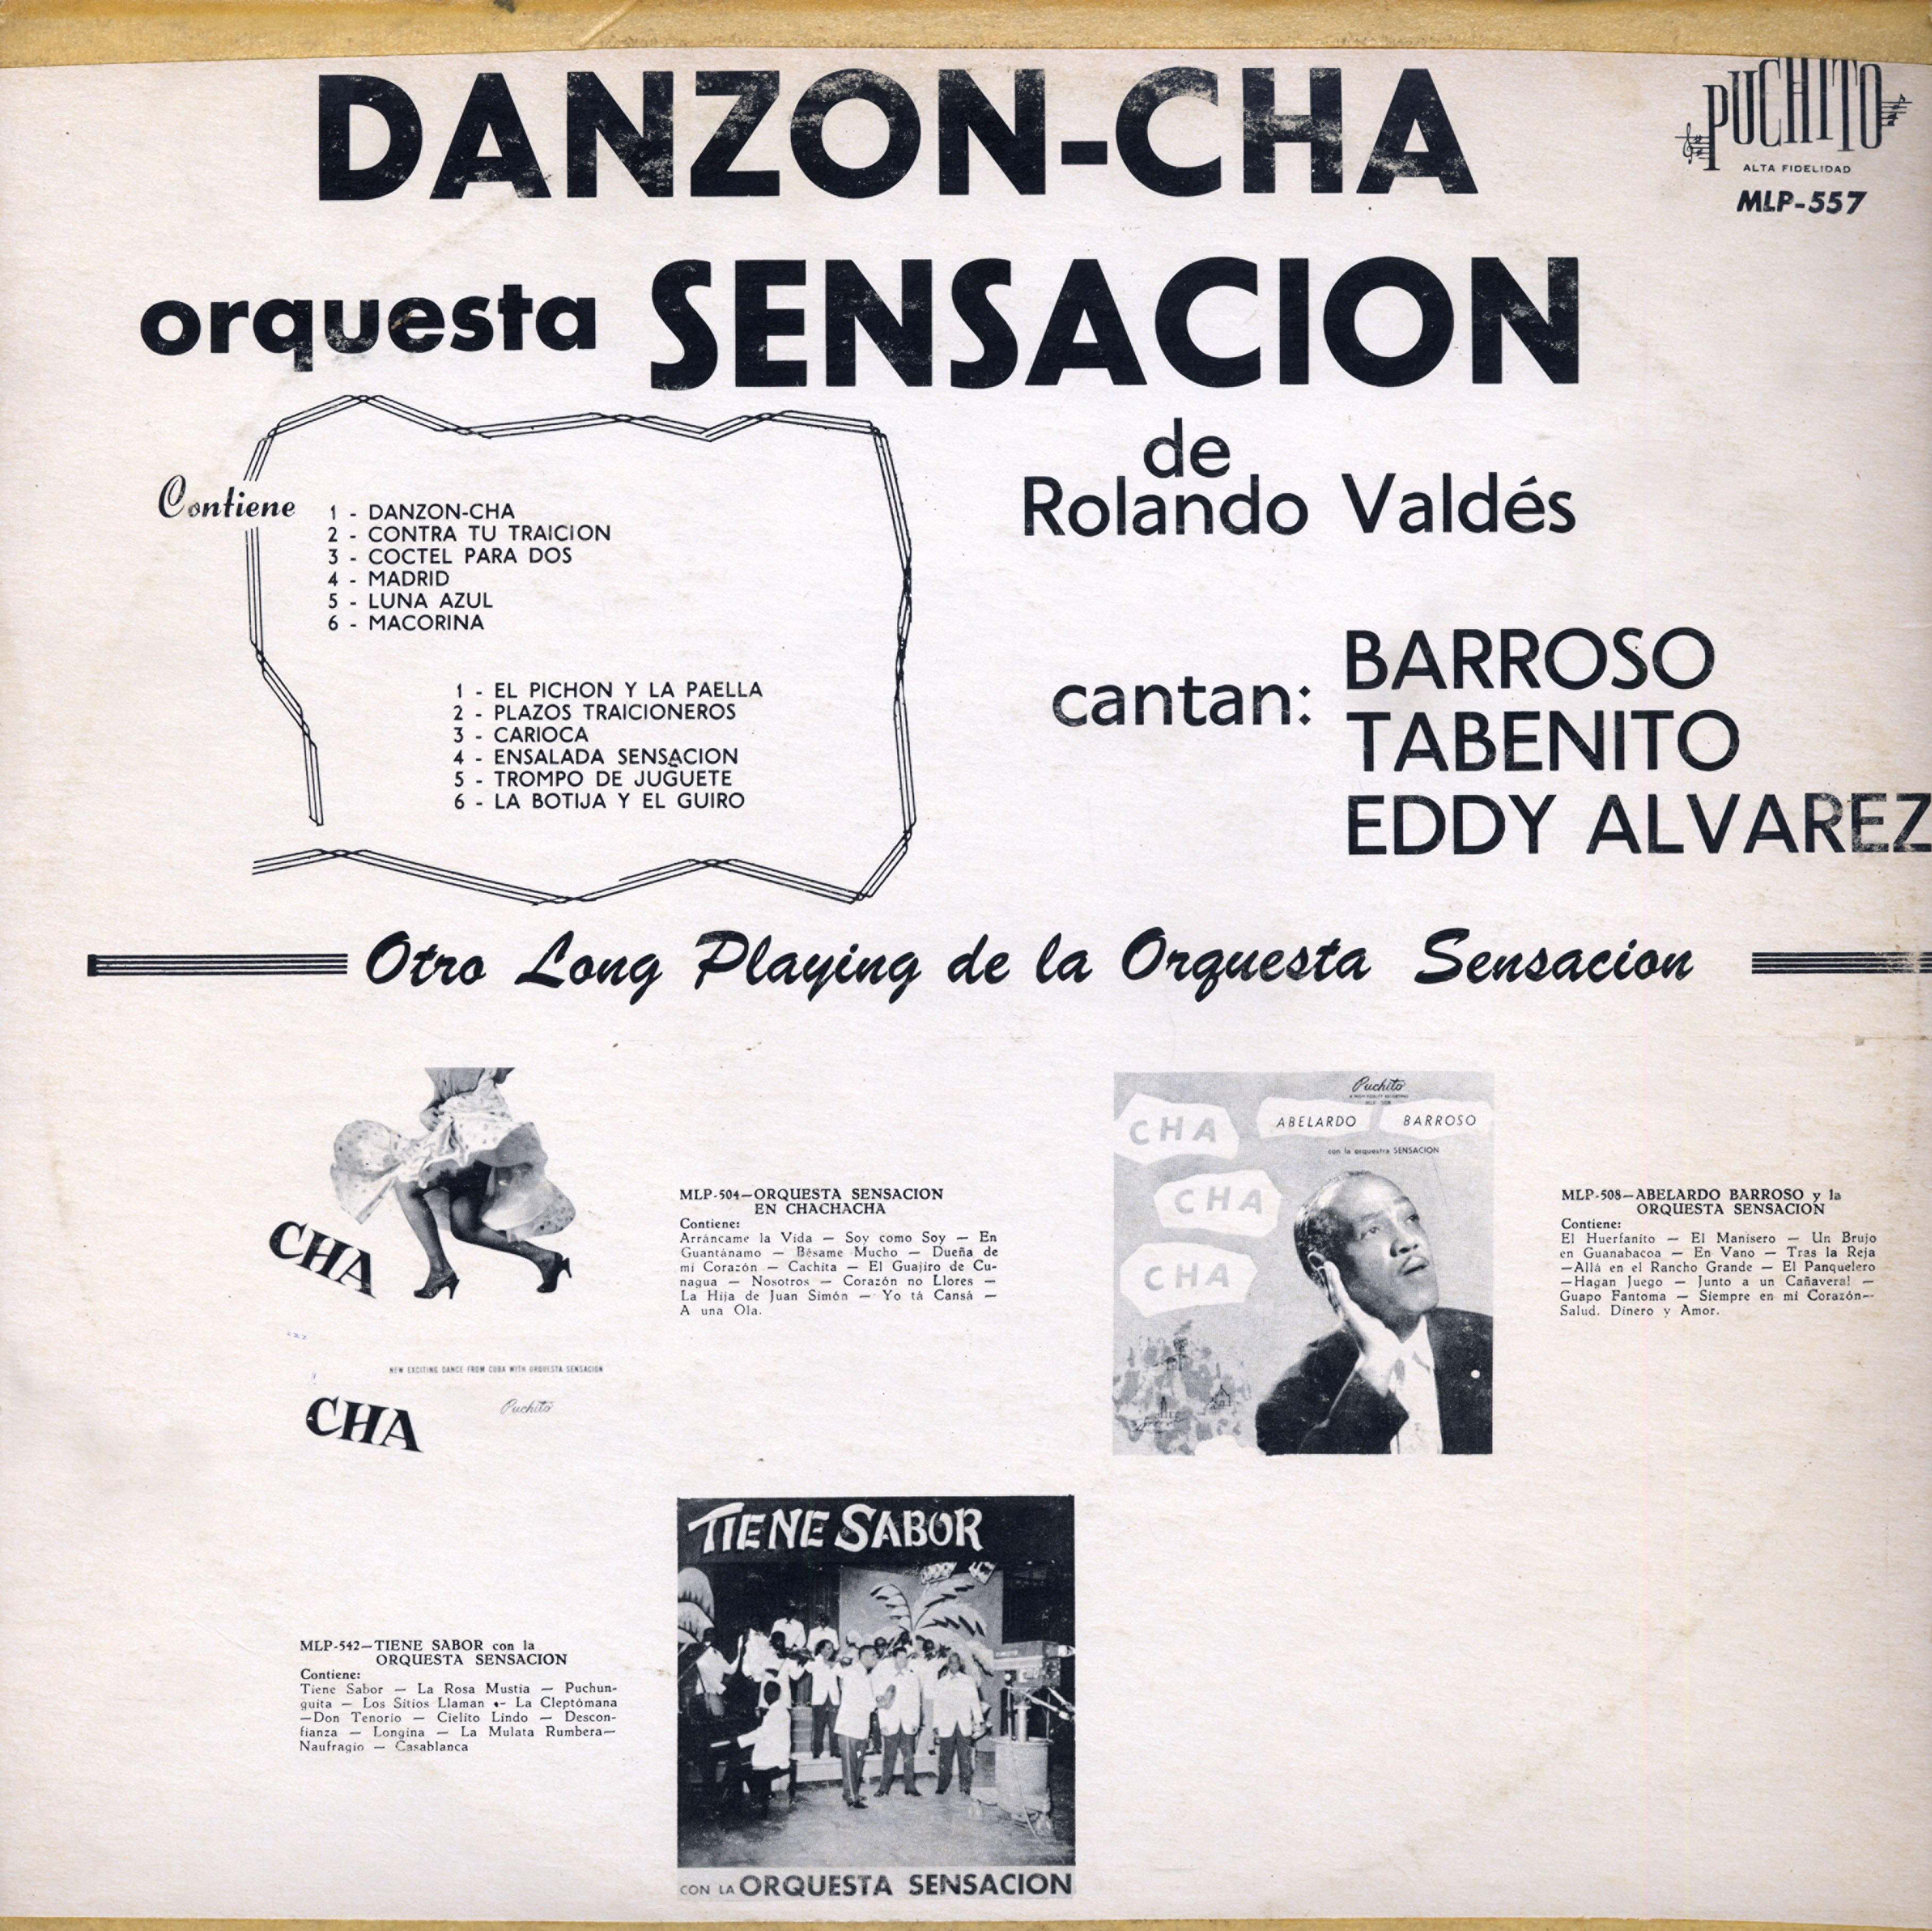 DANZON-CHA
PUCHITO
ALTA FIDELIDAD
MLP-557
orquesta SENSACION
de
Rolando Valdés
Contiene
1 - DANZON-CHA
2 - CONTRA TU TRAICION
3 - COCTEL PARA DOS
4 - MADRID
5 - LUNA AZUL
6 - MACORINA
1 - EL PICHON Y LA PAELLA
2 - PLAZOS TRAICIONEROS
3 - CARIOCA
4 - ENSALADA SENSACION
5 - TROMPO DE JUGUETE
6 - LA BOTIJA Y EL GUIRO
cantan:
BARROSO
TABENITO
EDDY ALVAREZ
Otro Long Playing de la Orquesta Sensacion
CHA
NEW EXCITING DANCE FROM CUBA WITH ORQUESTA SENSACION
CHA
Puchito
MLP-504—ORQUESTA SENSACION
EN CHACHACHA
Contiene:
Arráncame la Vida — Soy como Soy — En
Guantánamo — Bésame Mucho — Dueña de
mi Corazón — Cachita — El Guajiro de Cu-
nagua — Nosotros — Corazón no Llores —
La Hija de Juan Simón — Yo tá Cansá —
A una Ola.
Puchito
MLP 508
CHA
ABELARDO BARROSO
con la orquestra SENSACION
CHA
CHA
MLP-508—ABELARDO BARROSO y la
ORQUESTA SENSACION
Contiene:
El Huerfanito — El Manisero — Un Brujo
en Guanabacoa — En Vano — Tras la Reja
—Allá en el Rancho Grande — El Panquelero
—Hagan Juego — Junto a un Cañaveral —
Guapo Fantoma — Siempre en mi Corazón—
Salud. Dinero y Amor.
MLP-542—TIENE SABOR con la
ORQUESTA SENSACION
Contiene:
Tiene Sabor — La Rosa Mustia — Puchun-
guita — Los Sitios Llaman — La Cleptómana
—Don Tenorio — Cielito Lindo — Descon-
fianza — Longina — La Mulata Rumbera—
Naufragio — Casablanca
TIENE SABOR
CON LA ORQUESTA SENSACION